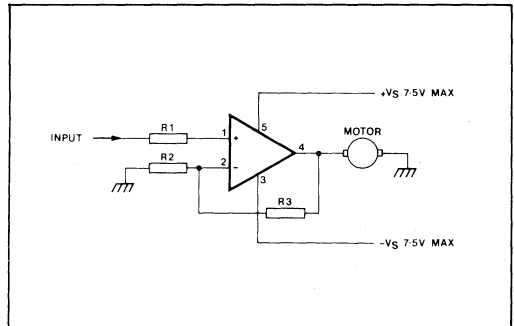 +VS 7·5V MAX
R1
1
+
5
MOTOR
INPUT
4
R2
2
−
3
R3
−VS 7·5V MAX